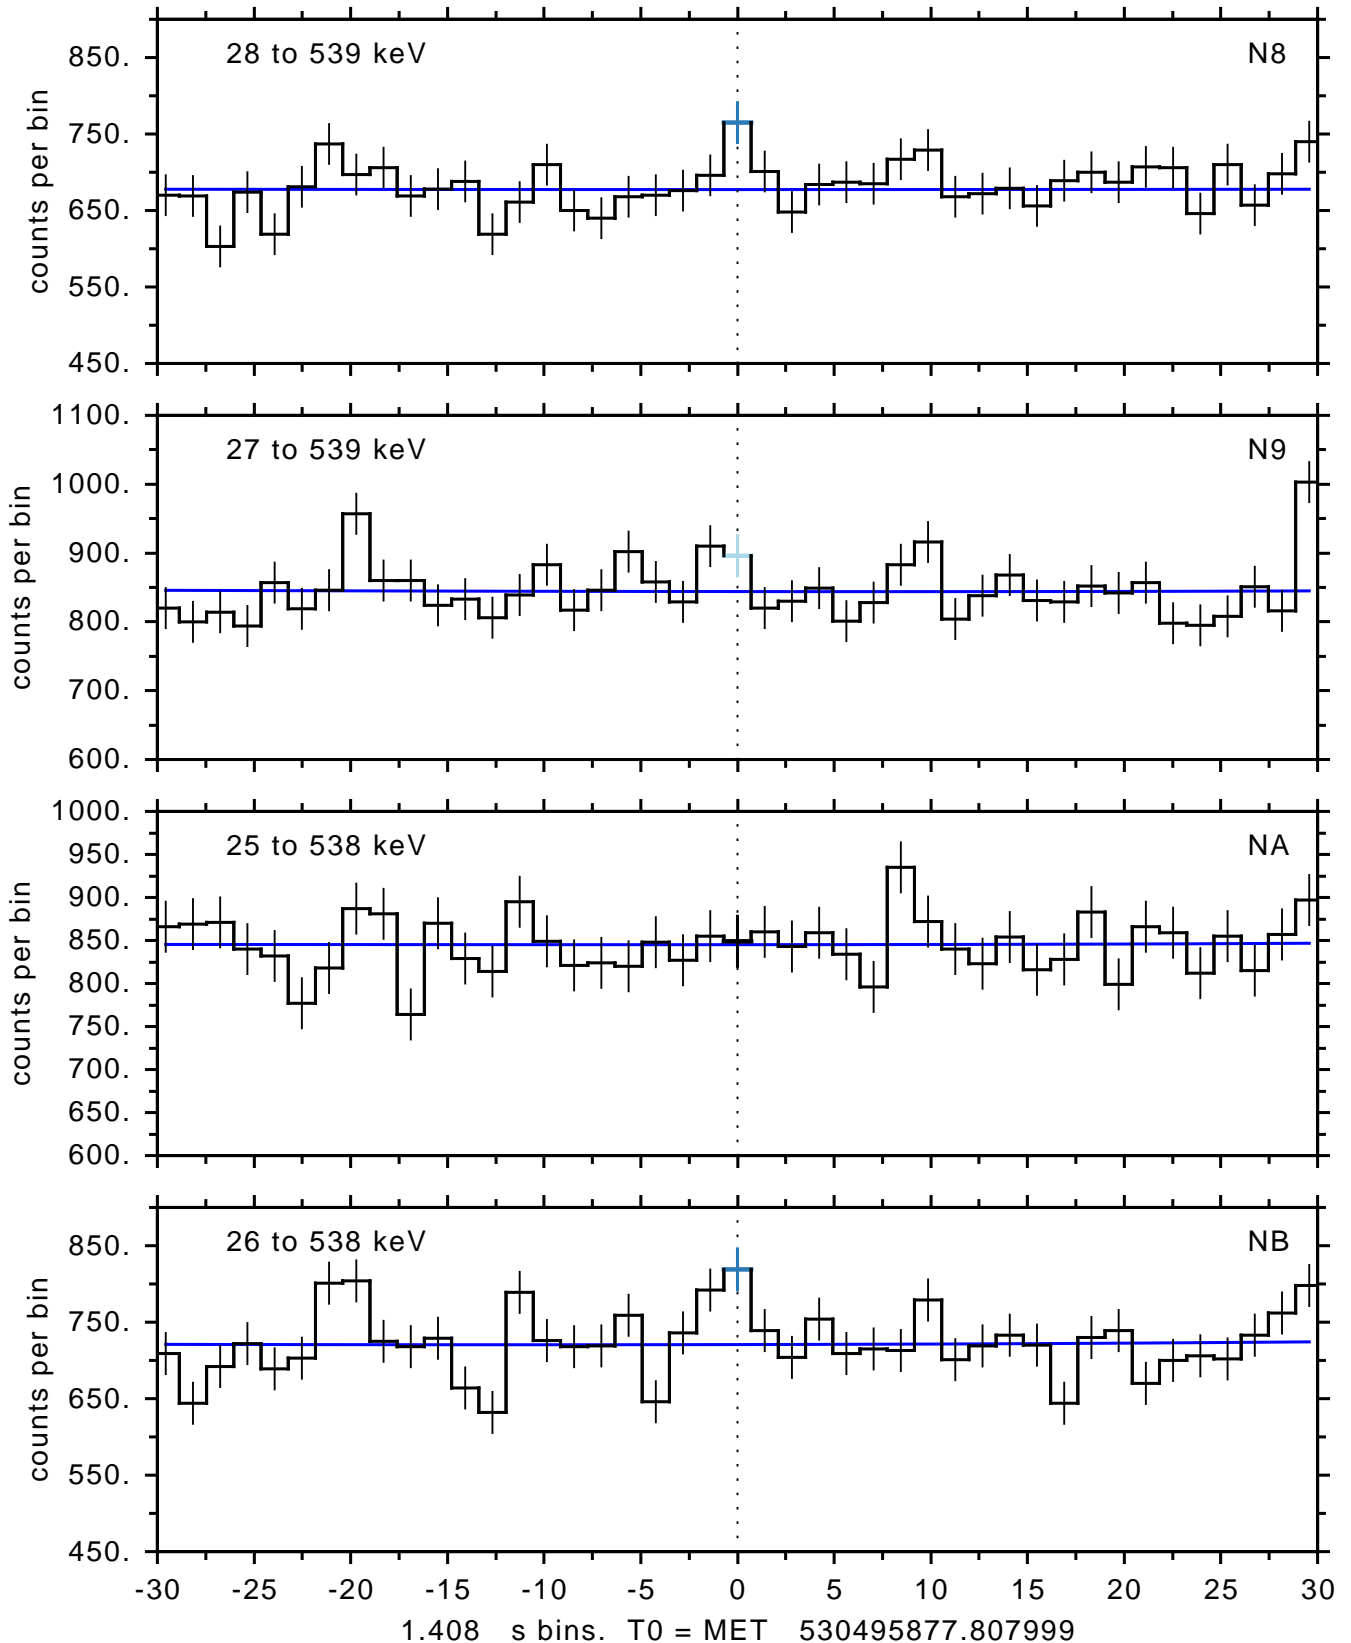 28 to 539 keV N8
850.
750.
650.
550.
450.
counts per bin
27 to 539 keV N9
1100.
1000.
900.
800.
700.
600.
counts per bin
25 to 538 keV NA
1000.
950.
900.
850.
800.
750.
700.
650.
600.
counts per bin
26 to 538 keV NB
850.
750.
650.
550.
450.
counts per bin
-30 -25 -20 -15 -10 -5 0 5 10 15 20 25 30
1.408 s bins. T0 = MET 530495877.807999